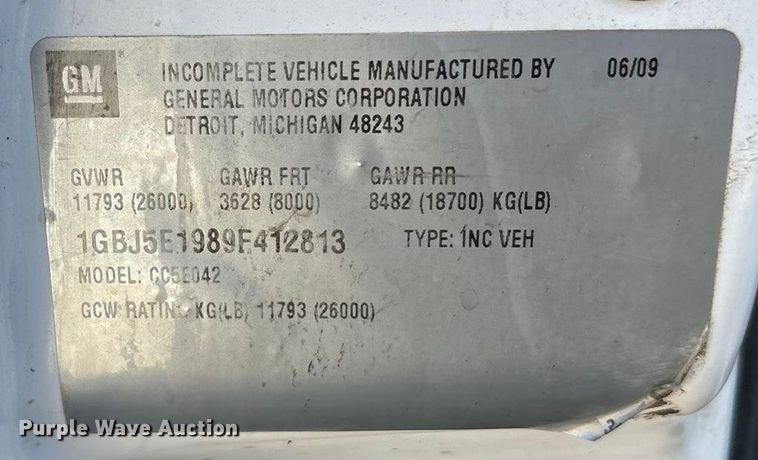 GM
INCOMPLETE VEHICLE MANUFACTURED BY 06/09
GENERAL MOTORS CORPORATION
DETROIT, MICHIGAN 48243
GVWR GAWR FRT GAWR RR
11793 (26000) 3628 (8000) 8482 (18700) KG(LB)
1GBJ5E1989F412813 TYPE: INC VEH
MODEL: CC5E042
GCW RATING KG(LB) 11793 (26000)
Purple Wave Auction